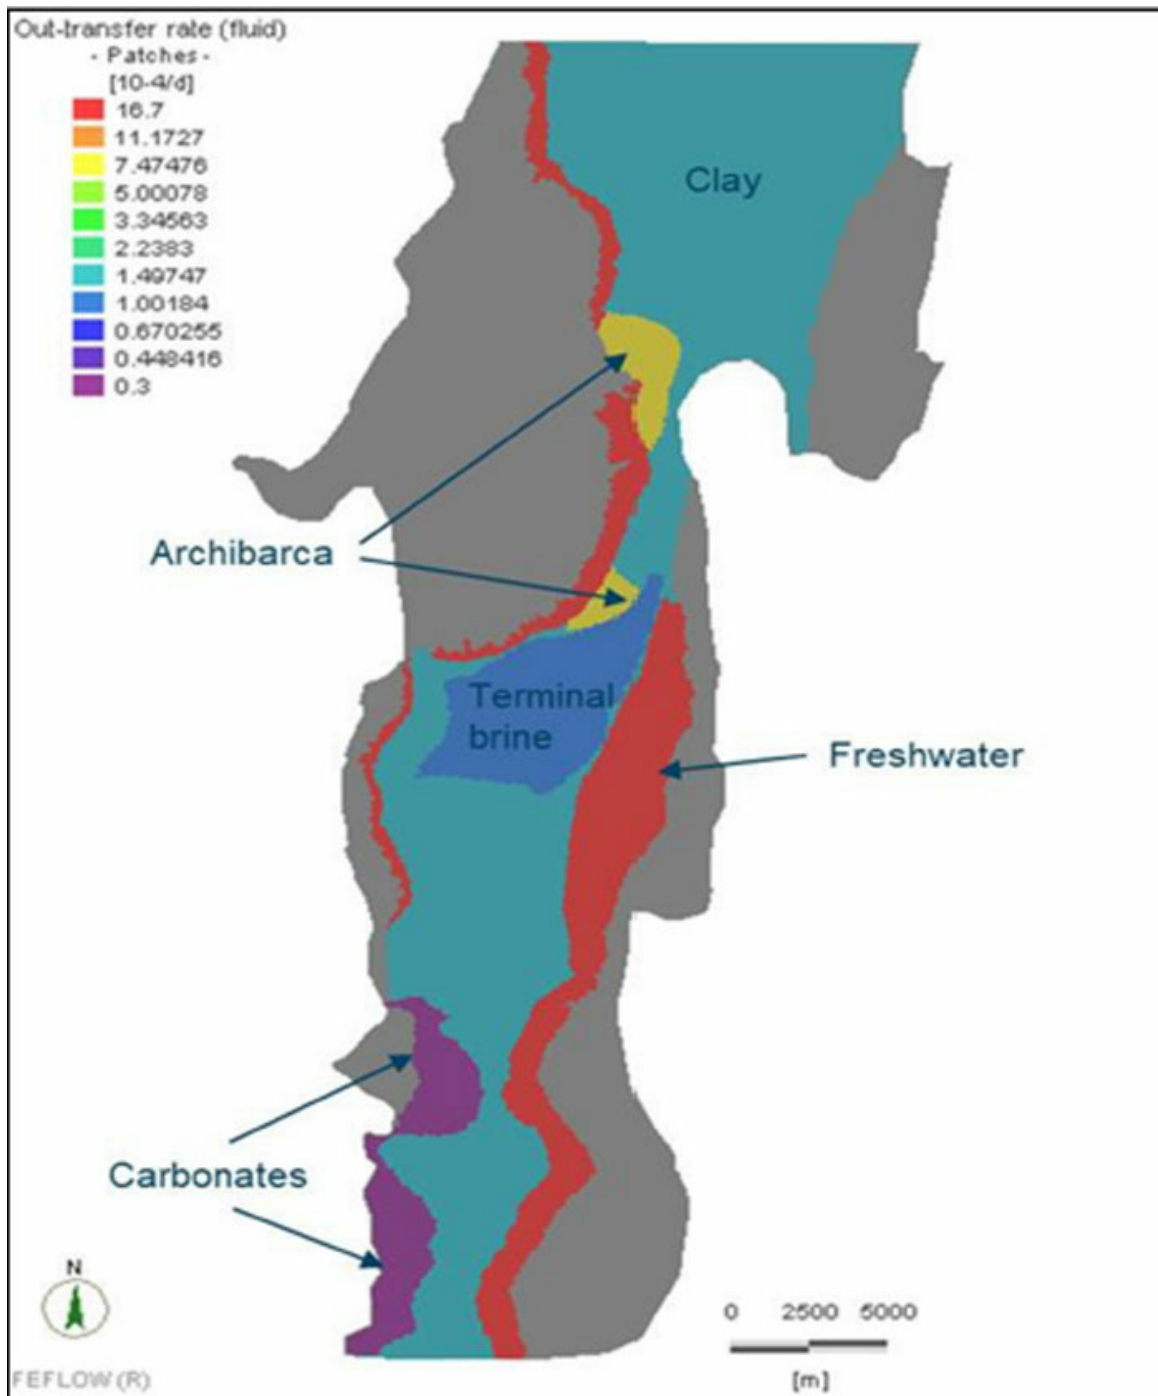 Out-transfer rate (fluid)
- Patches -
[10-4/d]
16.7
11.1727
7.47476
5.00078
3.34563
2.2383
1.49747
1.00184
0.670255
0.448416
0.3
Clay
Archibarca
Terminal
brine
Freshwater
Carbonates
N
0 2500 5000
[m]
FEFLOW (R)